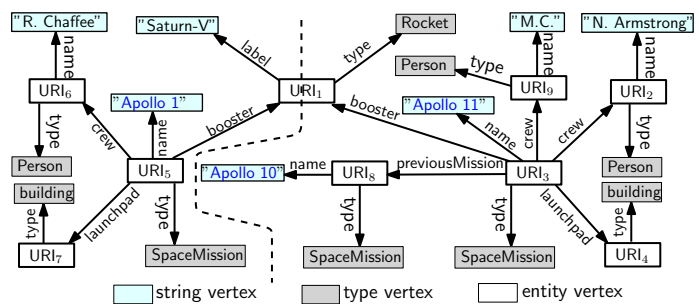 "R. Chaffee"
"Saturn-V"
Rocket
"M.C."
"N. Armstrong"
name
label
type
Person
type
name
name
URI6
URI1
URI9
URI2
"Apollo 1"
booster
booster
"Apollo 11"
type
crew
name
name
crew
crew
type
Person
building
URI5
"Apollo 10"
name
URI8
previousMission
URI3
Person
building
type
launchpad
type
type
type
launchpad
type
URI7
SpaceMission
SpaceMission
SpaceMission
URI4
string vertex
type vertex
entity vertex